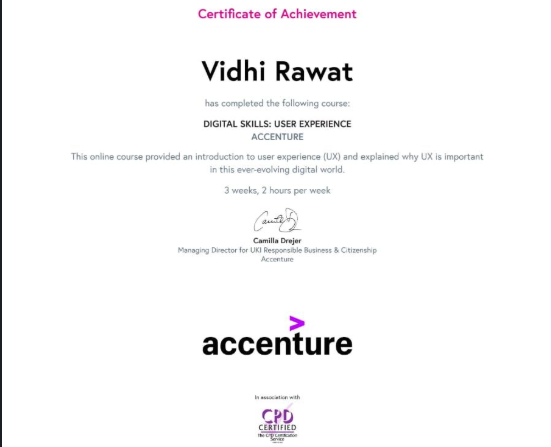 Certificate of Achievement
Vidhi Rawat
has completed the following course:
DIGITAL SKILLS: USER EXPERIENCE
ACCENTURE
This online course provided an introduction to user experience (UX) and explained why UX is important
in this ever-evolving digital world.
3 weeks, 2 hours per week
Camilla Drejer
Managing Director for UKI Responsible Business & Citizenship
Accenture
>
accenture
In association with
CPD
CERTIFIED
The CPD Certification
Service